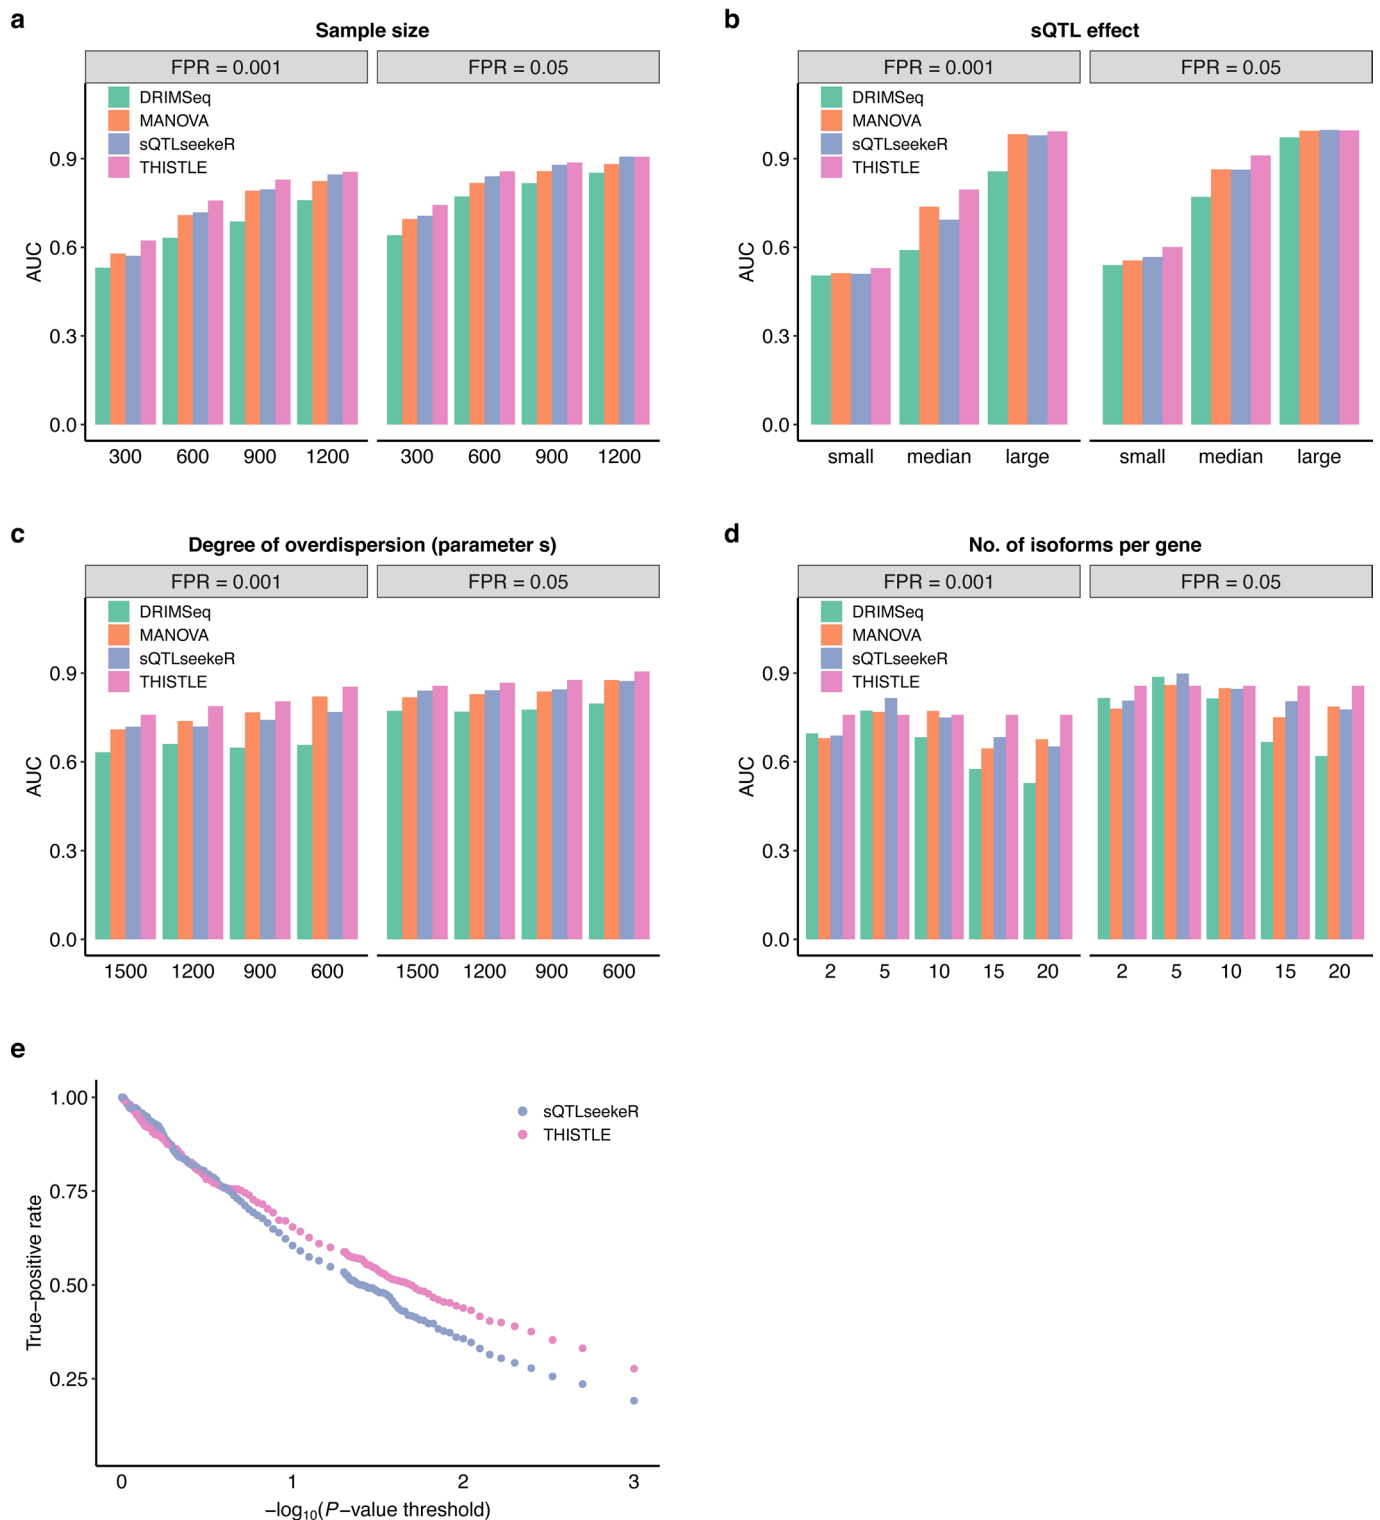 a
Sample size
FPR = 0.001
FPR = 0.05
DRIMSeq
MANOVA
sQTLseekeR
THISTLE
AUC
0.9
0.6
0.3
0.0
300 600 900 1200
300 600 900 1200
b
sQTL effect
FPR = 0.001
FPR = 0.05
DRIMSeq
MANOVA
sQTLseekeR
THISTLE
AUC
0.9
0.6
0.3
0.0
small median large
small median large
c
Degree of overdispersion (parameter s)
FPR = 0.001
FPR = 0.05
DRIMSeq
MANOVA
sQTLseekeR
THISTLE
AUC
0.9
0.6
0.3
0.0
1500 1200 900 600
1500 1200 900 600
d
No. of isoforms per gene
FPR = 0.001
FPR = 0.05
DRIMSeq
MANOVA
sQTLseekeR
THISTLE
AUC
0.9
0.6
0.3
0.0
2 5 10 15 20
2 5 10 15 20
e
sQTLseekeR
THISTLE
True−positive rate
1.00
0.75
0.50
0.25
0 1 2 3
−log₁₀(P−value threshold)